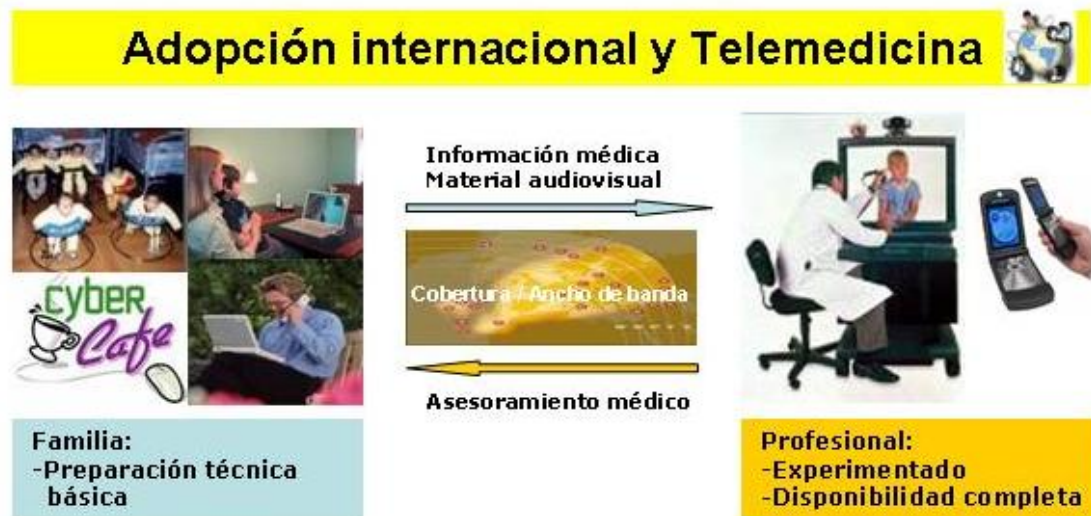 Adopción internacional y Telemedicina
Información médica
Material audiovisual
Cobertura / Ancho de banda
cyber
Cafe
Asesoramiento médico
Familia:
-Preparación técnica
básica
Profesional:
-Experimentado
-Disponibilidad completa